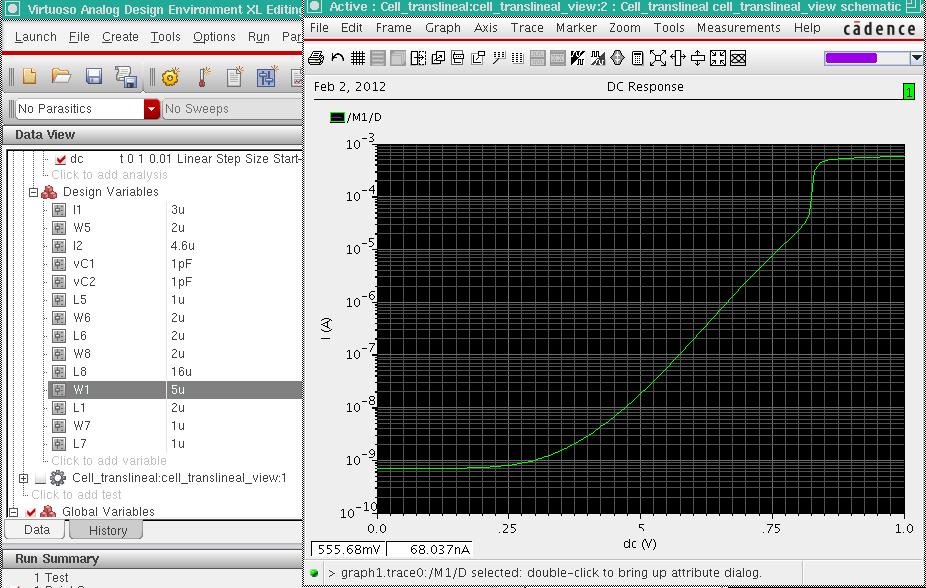 Virtuoso Analog Design Environment XL Editin
Launch File Create Tools Options Run Par
No Parasitics No Sweeps
Data View
dc t 0 1 0.01 Linear Step Size Start-
Click to add analysis
Design Variables
I1 3u
W5 2u
I2 4.6u
vC1 1pF
vC2 1pF
L5 1u
W6 2u
L6 2u
W8 2u
L8 16u
W1 5u
L1 2u
W7 1u
L7 1u
Click to add variable
Cell_translineal:cell_translineal_view:1
Click to add test
Global Variables
Data History
Run Summary
1 Test
Active : Cell_translineal:cell_translineal_view:2 : Cell_translineal cell_translineal_view schematic
File Edit Frame Graph Axis Trace Marker Zoom Tools Measurements Help cādence
Feb 2, 2012 DC Response 1
/M1/D
10-3
10-4
10-5
10-6
10-7
10-8
10-9
10-10
I (A)
0.0 .25 .5 .75 1.0
dc (V)
555.68mV 68.037nA
> graph1.trace0:/M1/D selected: double-click to bring up attribute dialog.